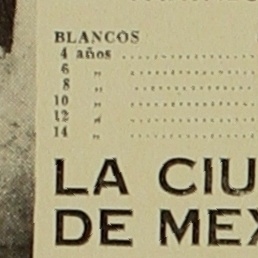 BLANCOS
4 años ..................
6 „ ..................
8 „ ..................
10 „ ..................
12 „ ..................
14 „ ..................
LA CIU
DE MEX